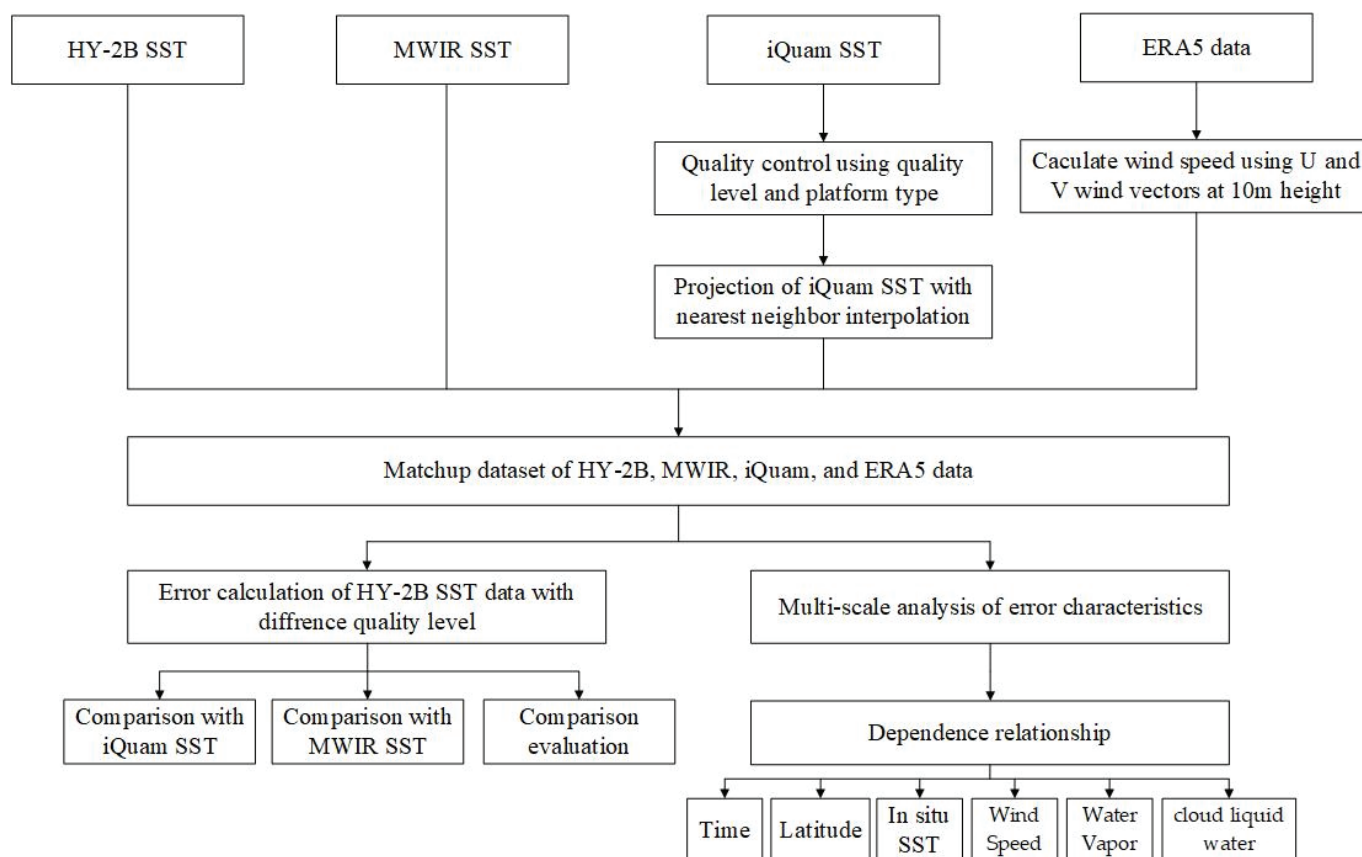 HY-2B SST
MWIR SST
iQuam SST
ERA5 data
Quality control using quality
level and platform type
Caculate wind speed using U and
V wind vectors at 10m height
Projection of iQuam SST with
nearest neighbor interpolation
Matchup dataset of HY-2B, MWIR, iQuam, and ERA5 data
Error calculation of HY-2B SST data with
diffrence quality level
Multi-scale analysis of error characteristics
Comparison with
iQuam SST
Comparison with
MWIR SST
Comparison
evaluation
Dependence relationship
Time
Latitude
In situ
SST
Wind
Speed
Water
Vapor
cloud liquid
water